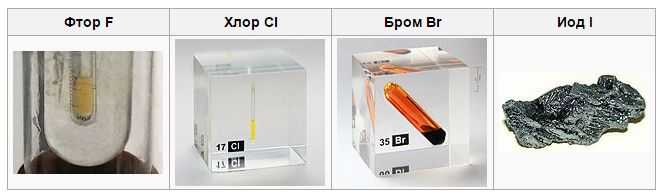 Фтор F
Хлор Cl
Бром Br
Иод I
17 Cl
35 Br